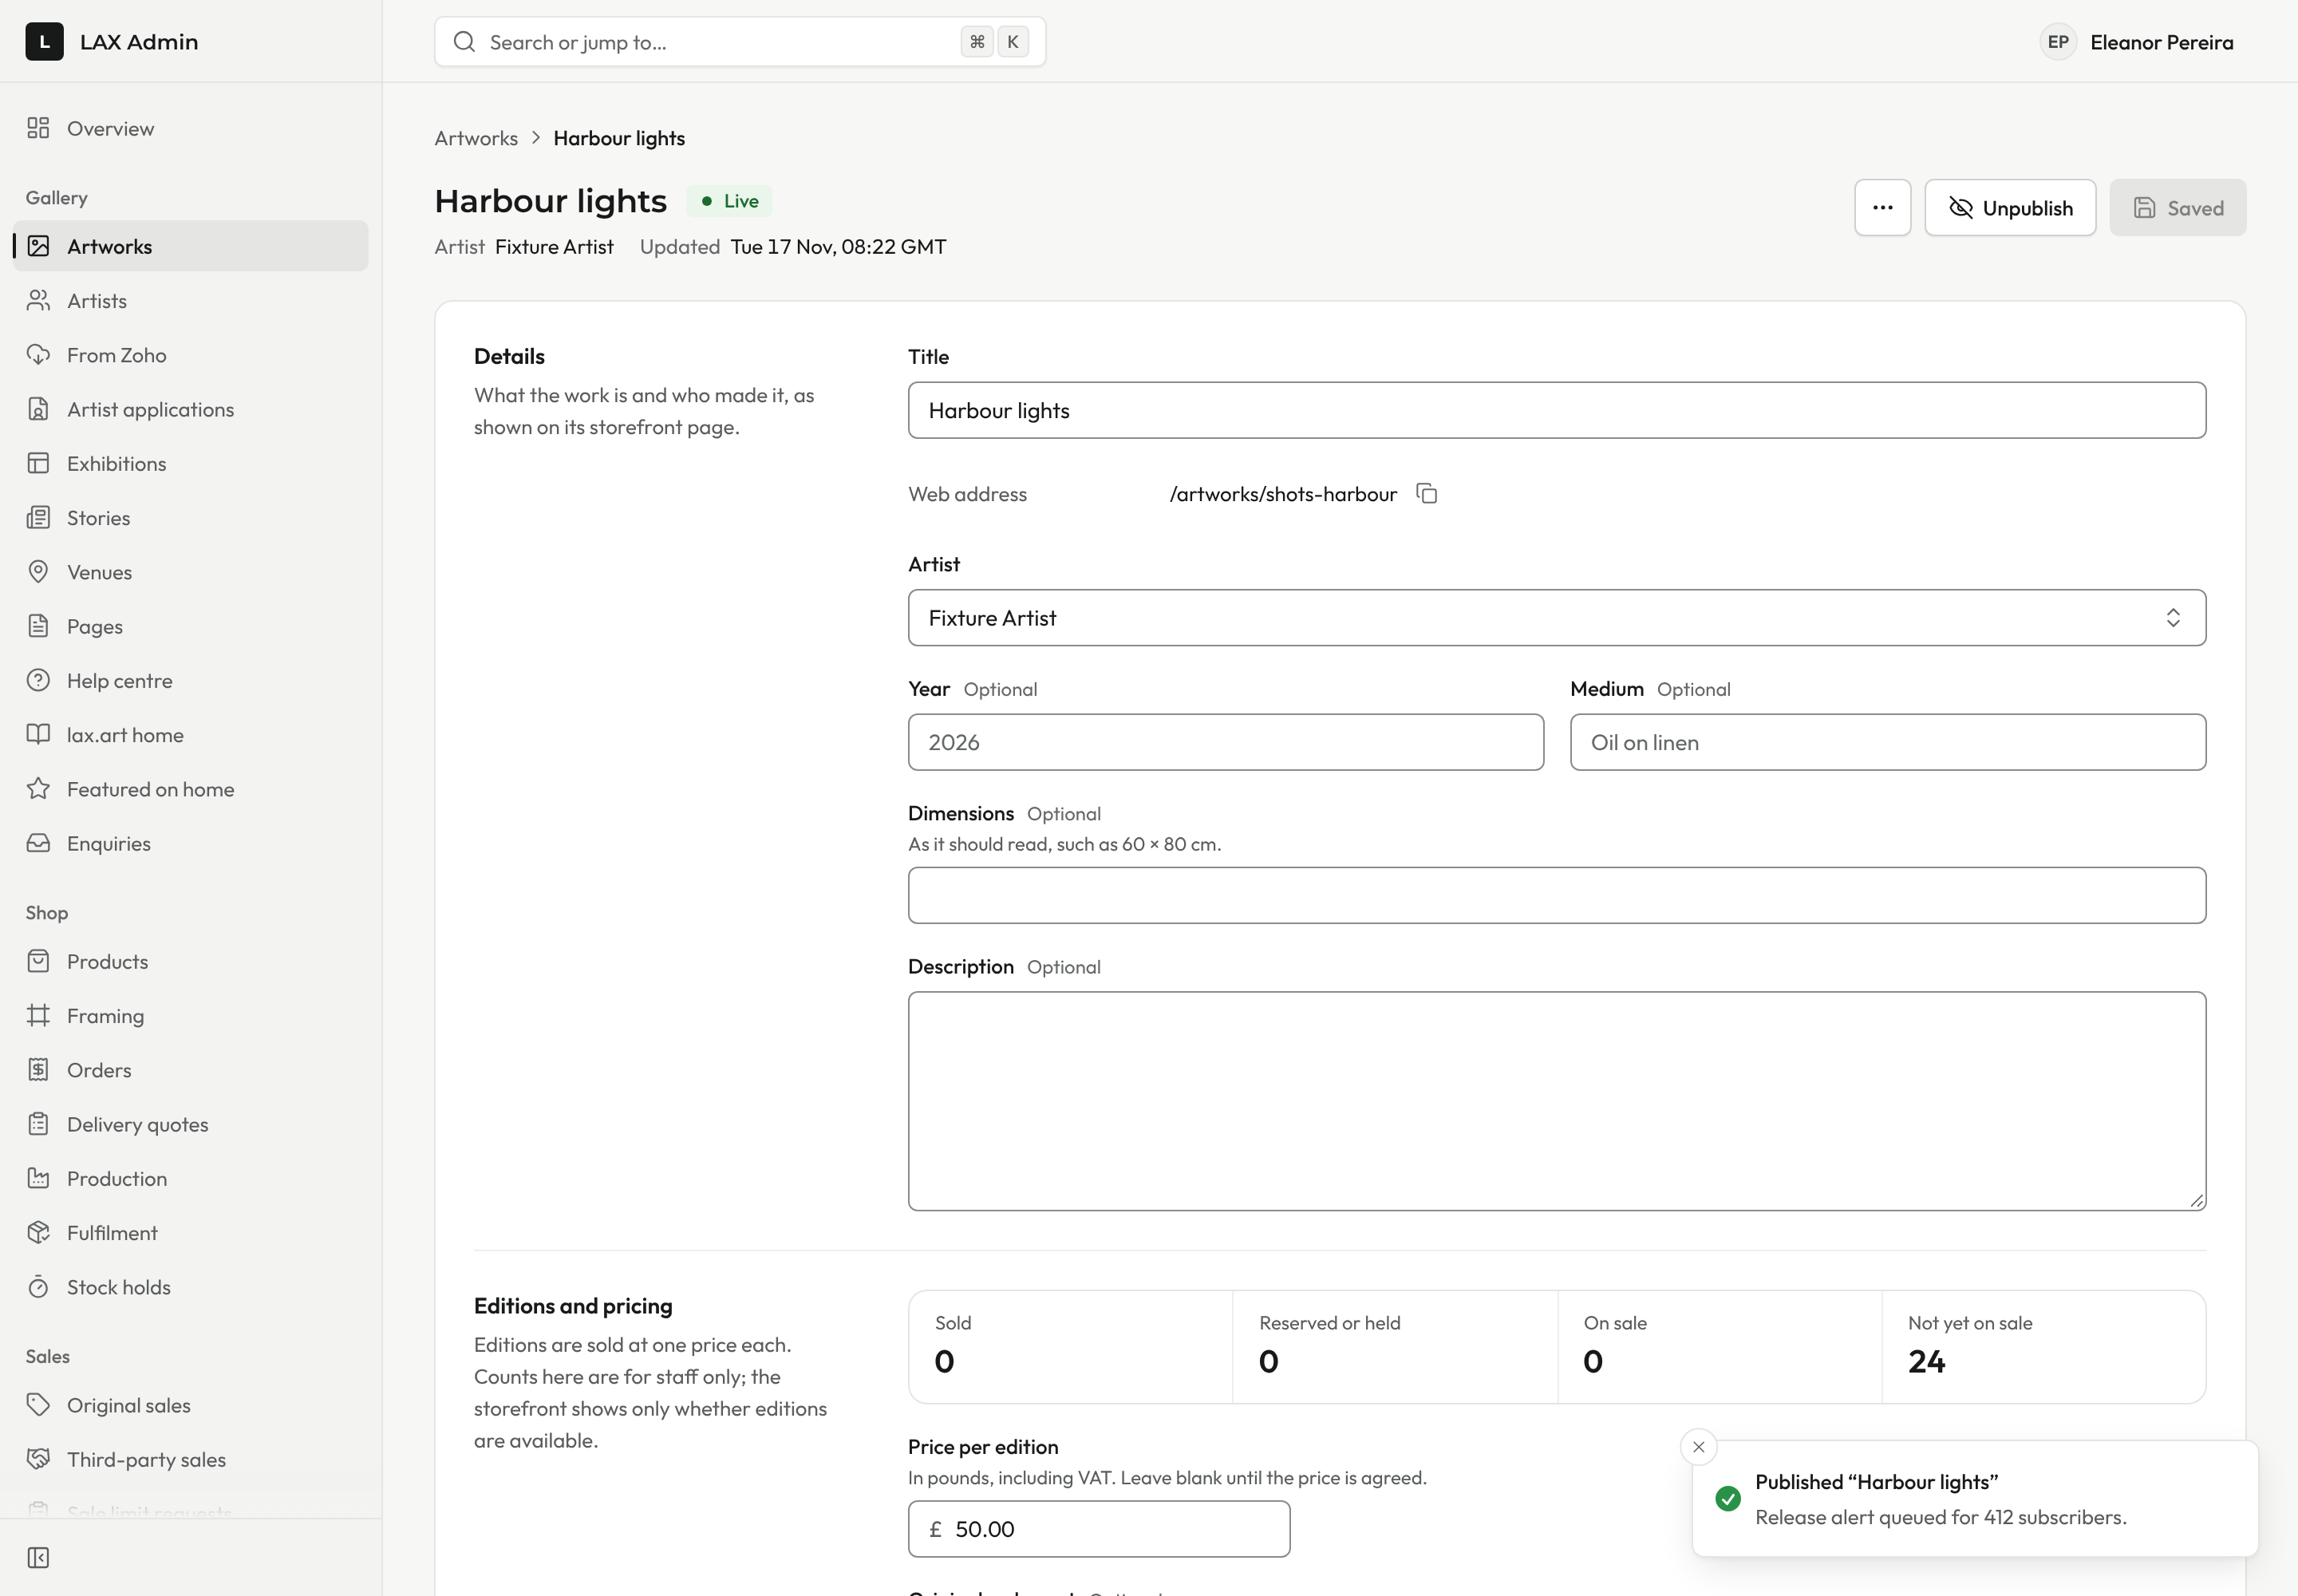 L LAX Admin
Search or jump to...
⌘ K
EP Eleanor Pereira
Overview
Gallery
Artworks
Artists
From Zoho
Artist applications
Exhibitions
Stories
Venues
Pages
Help centre
lax.art home
Featured on home
Enquiries
Shop
Products
Framing
Orders
Delivery quotes
Production
Fulfilment
Stock holds
Sales
Original sales
Third-party sales
Sale limit requests
Artworks > Harbour lights
Harbour lights
Live
Artist Fixture Artist Updated Tue 17 Nov, 08:22 GMT
Unpublish
Saved
Details
What the work is and who made it, as
shown on its storefront page.
Title
Harbour lights
Web address /artworks/shots-harbour
Artist
Fixture Artist
Year Optional
2026
Medium Optional
Oil on linen
Dimensions Optional
As it should read, such as 60 × 80 cm.
Description Optional
Editions and pricing
Editions are sold at one price each.
Counts here are for staff only; the
storefront shows only whether editions
are available.
Sold
0
Reserved or held
0
On sale
0
Not yet on sale
24
Price per edition
In pounds, including VAT. Leave blank until the price is agreed.
£ 50.00
Published “Harbour lights”
Release alert queued for 412 subscribers.